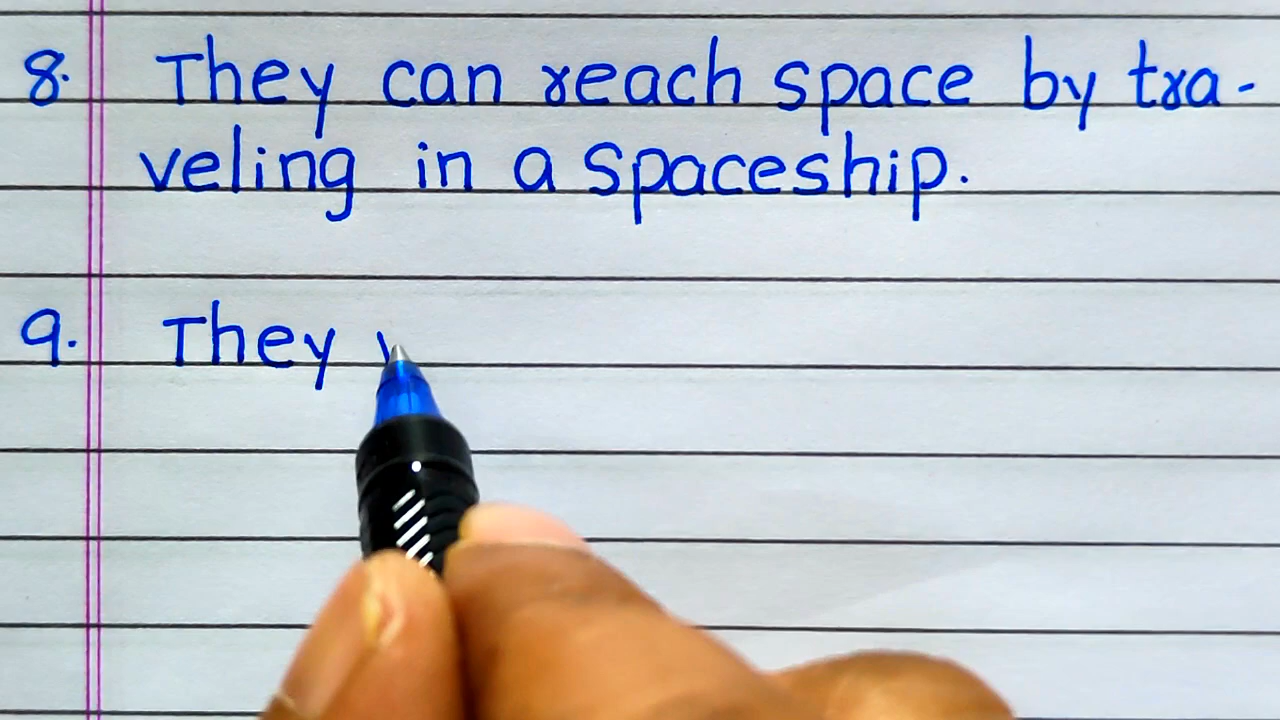 8. They can reach space by tra-
veling in a spaceship.
9. They